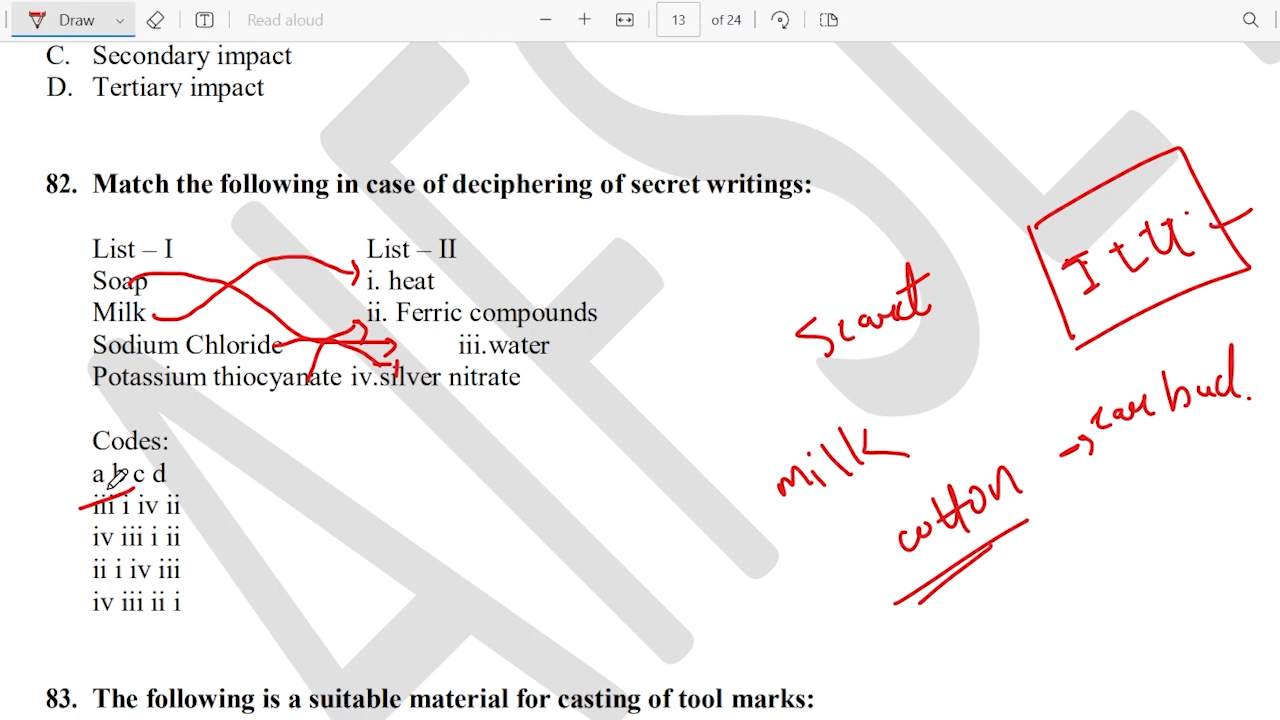 Draw
Read aloud
13 of 24
C. Secondary impact
D. Tertiary impact
82. Match the following in case of deciphering of secret writings:
List – I List – II
Soap i. heat
Milk ii. Ferric compounds
Sodium Chloride iii.water
Potassium thiocyanate iv.silver nitrate
Codes:
a b c d
iii i iv ii
iv iii i ii
ii i iv iii
iv iii ii i
milk
cotton
bud.
83. The following is a suitable material for casting of tool marks: